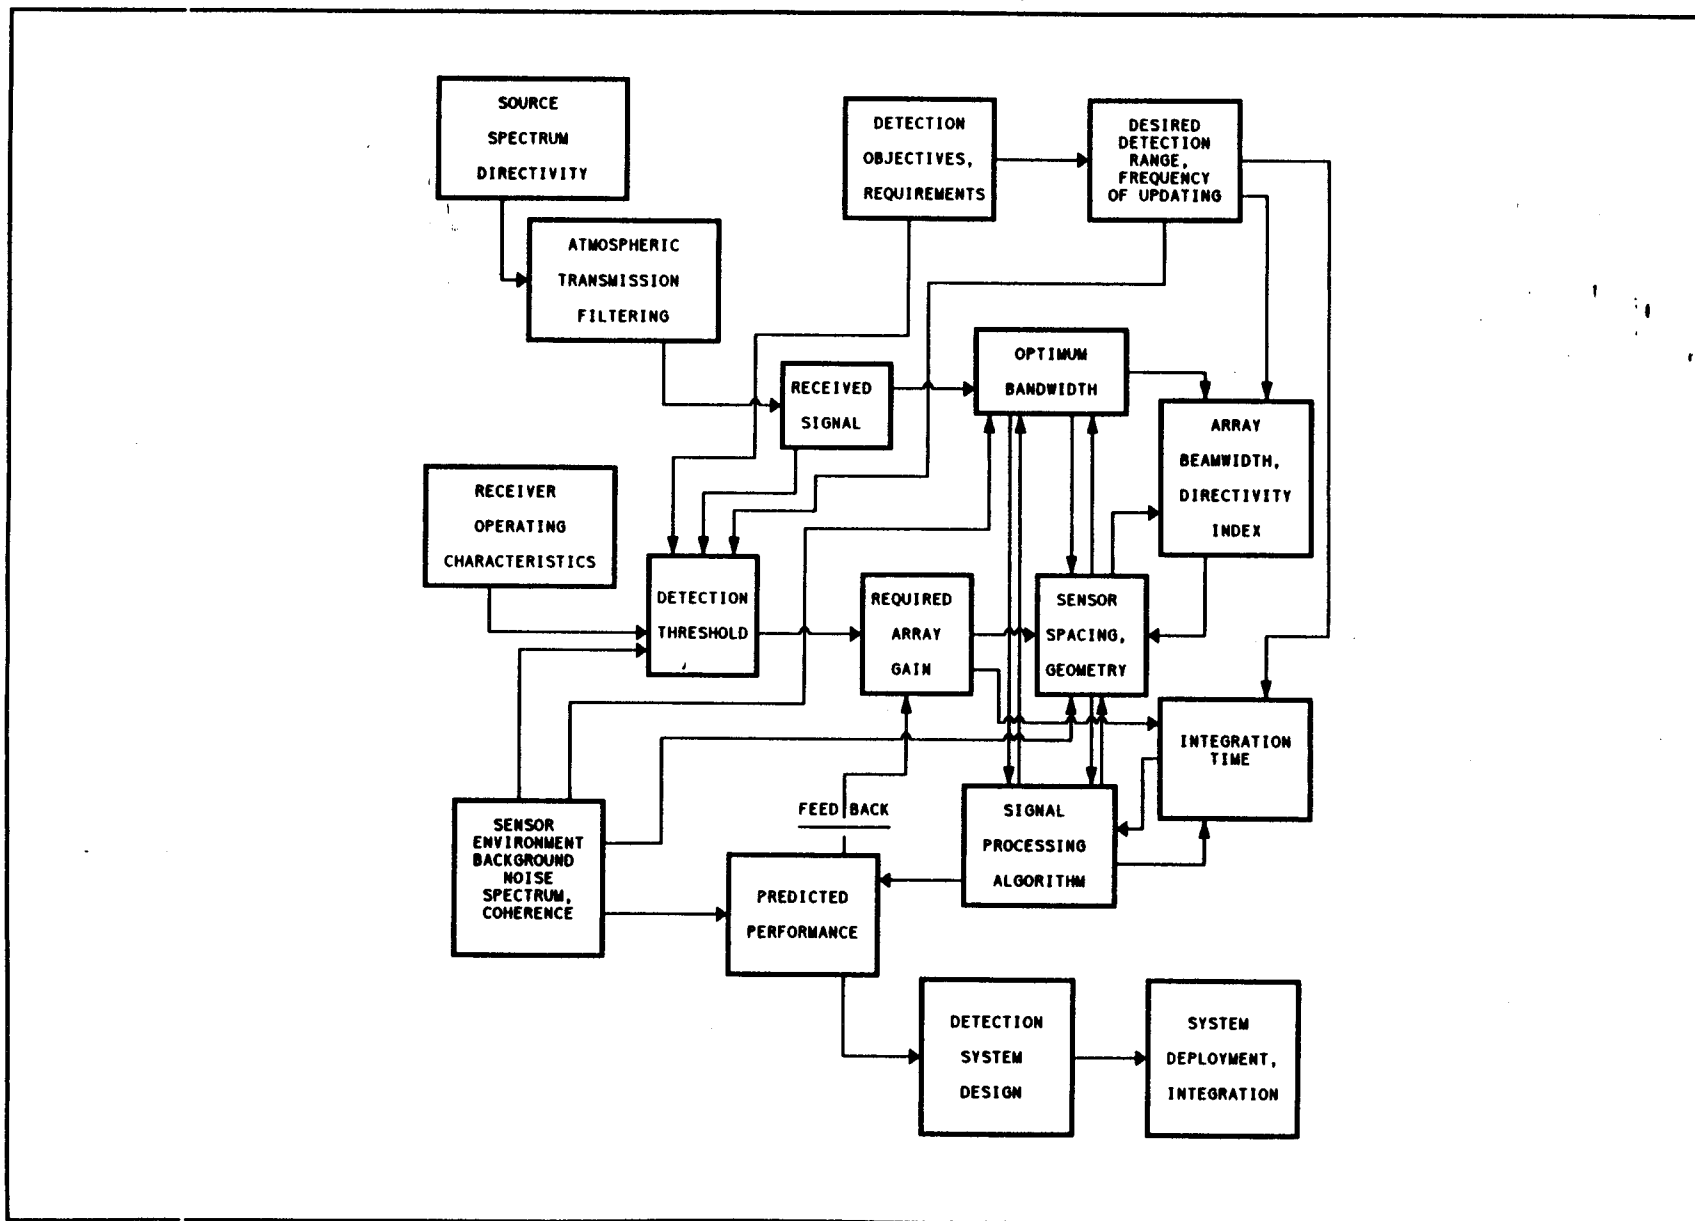 SOURCE
SPECTRUM
DIRECTIVITY
DETECTION
OBJECTIVES,
REQUIREMENTS
DESIRED
DETECTION
RANGE,
FREQUENCY
OF UPDATING
ATMOSPHERIC
TRANSMISSION
FILTERING
OPTIMUM
BANDWIDTH
RECEIVED
SIGNAL
ARRAY
BEAMWIDTH,
DIRECTIVITY
INDEX
RECEIVER
OPERATING
CHARACTERISTICS
DETECTION
THRESHOLD
REQUIRED
ARRAY
GAIN
SENSOR
SPACING,
GEOMETRY
INTEGRATION
TIME
FEED BACK
SIGNAL
PROCESSING
ALGORITHM
SENSOR
ENVIRONMENT
BACKGROUND
NOISE
SPECTRUM,
COHERENCE
PREDICTED
PERFORMANCE
DETECTION
SYSTEM
DESIGN
SYSTEM
DEPLOYMENT,
INTEGRATION